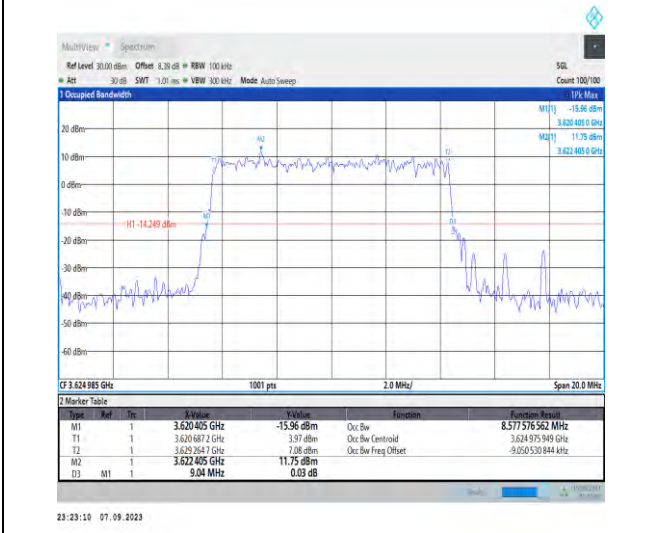 MultiView Spectrum
Ref Level 30.00 dBm Offset 8.39 dB RBW 100 kHz SGL
Att 30 dB SWT 1.01 ms VBW 300 kHz Mode Auto Sweep Count 100/100
1 Occupied Bandwidth 1Pk Max
M1[1] -15.96 dBm
3.620 405 0 GHz
M2[1] 11.75 dBm
3.622 405 0 GHz
20 dBm
M2
10 dBm
T1 T2
0 dBm
-10 dBm
M1 D3
H1 -14.249 dBm
-20 dBm
-30 dBm
-40 dBm
-50 dBm
-60 dBm
CF 3.624 985 GHz 1001 pts 2.0 MHz/ Span 20.0 MHz
2 Marker Table
Type Ref Trc X-Value Y-Value Function Function Result
M1 1 3.620 405 GHz -15.96 dBm Occ Bw 8.577 576 562 MHz
T1 1 3.620 687 2 GHz 3.97 dBm Occ Bw Centroid 3.624 975 949 GHz
T2 1 3.629 264 7 GHz 7.08 dBm Occ Bw Freq Offset -9.050 530 844 kHz
M2 1 3.622 405 GHz 11.75 dBm
D3 M1 1 9.04 MHz 0.03 dB
23:23:10 07.09.2023